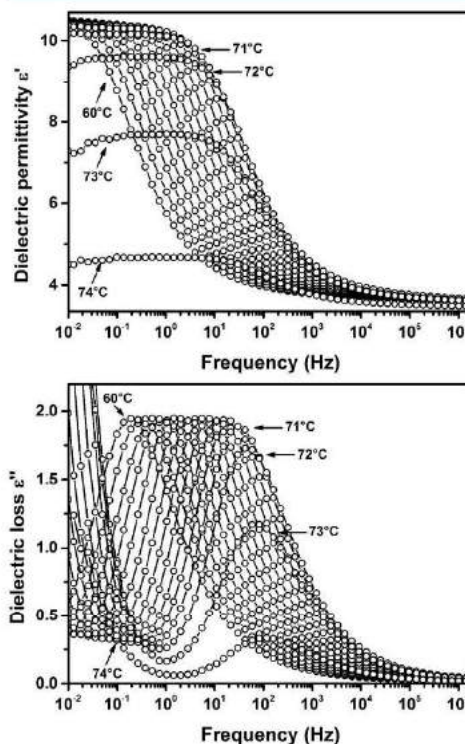 Dielectric permittivity ε'
10
8
6
4
71°C
72°C
60°C
73°C
74°C
10⁻² 10⁻¹ 10⁰ 10¹ 10² 10³ 10⁴ 10⁵ 10⁶
Frequency (Hz)
Dielectric loss ε"
2.0
1.5
1.0
0.5
0.0
60°C
71°C
72°C
73°C
74°C
10⁻² 10⁻¹ 10⁰ 10¹ 10² 10³ 10⁴ 10⁵ 10⁶
Frequency (Hz)